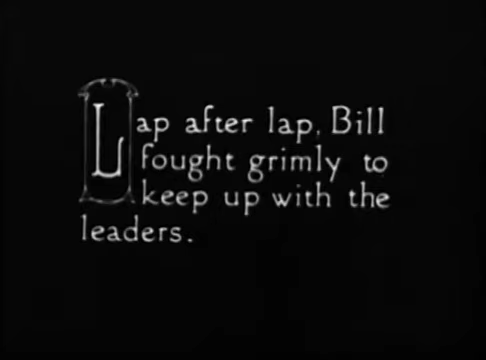 Lap after lap, Bill
fought grimly to
keep up with the
leaders.